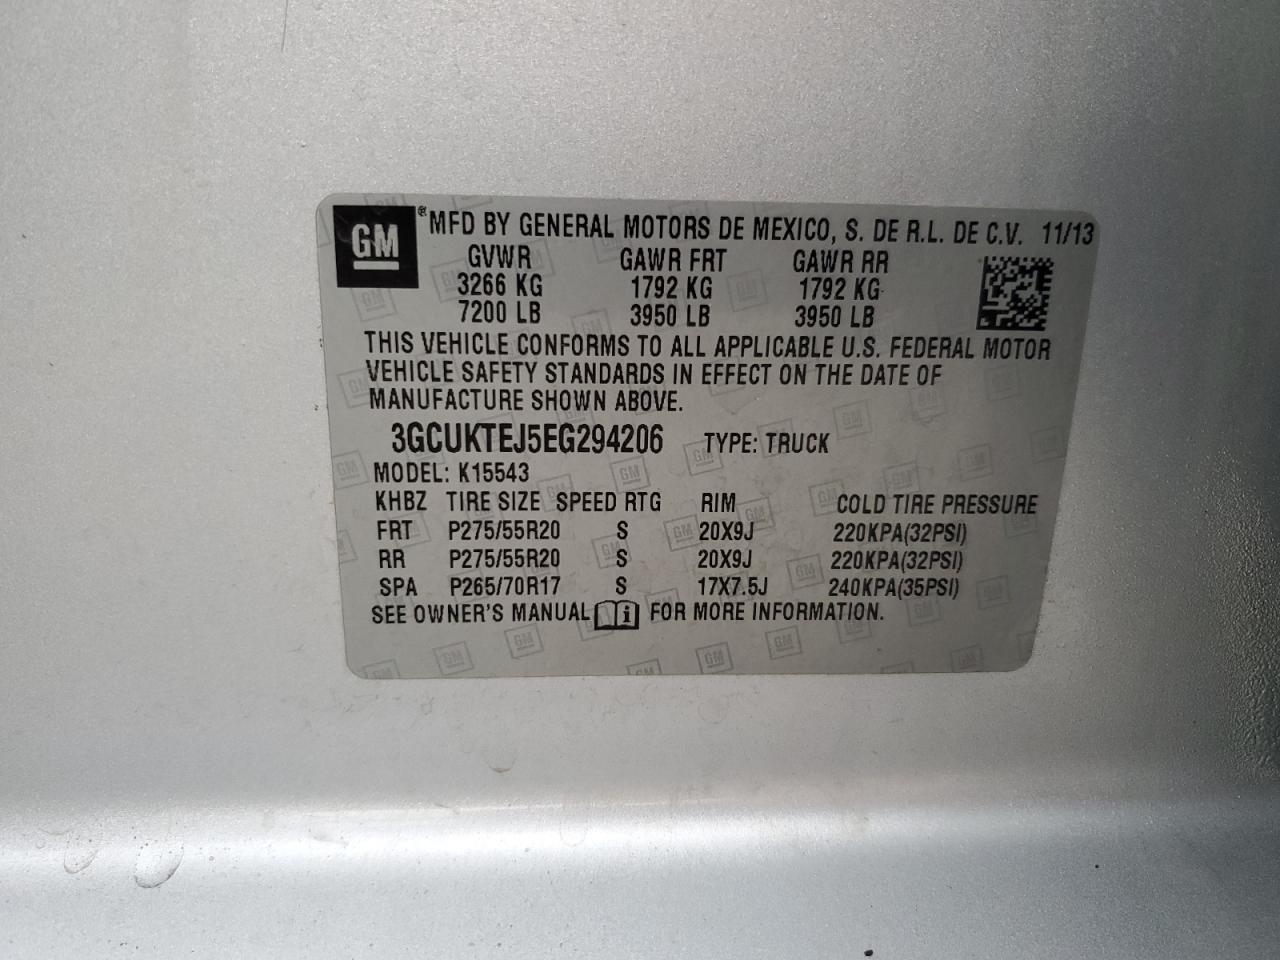 GM ® MFD BY GENERAL MOTORS DE MEXICO, S. DE R.L. DE C.V. 11/13
GVWR GAWR FRT GAWR RR
3266 KG 1792 KG 1792 KG
7200 LB 3950 LB 3950 LB
THIS VEHICLE CONFORMS TO ALL APPLICABLE U.S. FEDERAL MOTOR
VEHICLE SAFETY STANDARDS IN EFFECT ON THE DATE OF
MANUFACTURE SHOWN ABOVE.
3GCUKTEJ5EG294206 TYPE: TRUCK
MODEL: K15543
KHBZ TIRE SIZE SPEED RTG RIM COLD TIRE PRESSURE
FRT P275/55R20 S 20X9J 220KPA(32PSI)
RR P275/55R20 S 20X9J 220KPA(32PSI)
SPA P265/70R17 S 17X7.5J 240KPA(35PSI)
SEE OWNER'S MANUAL i FOR MORE INFORMATION.